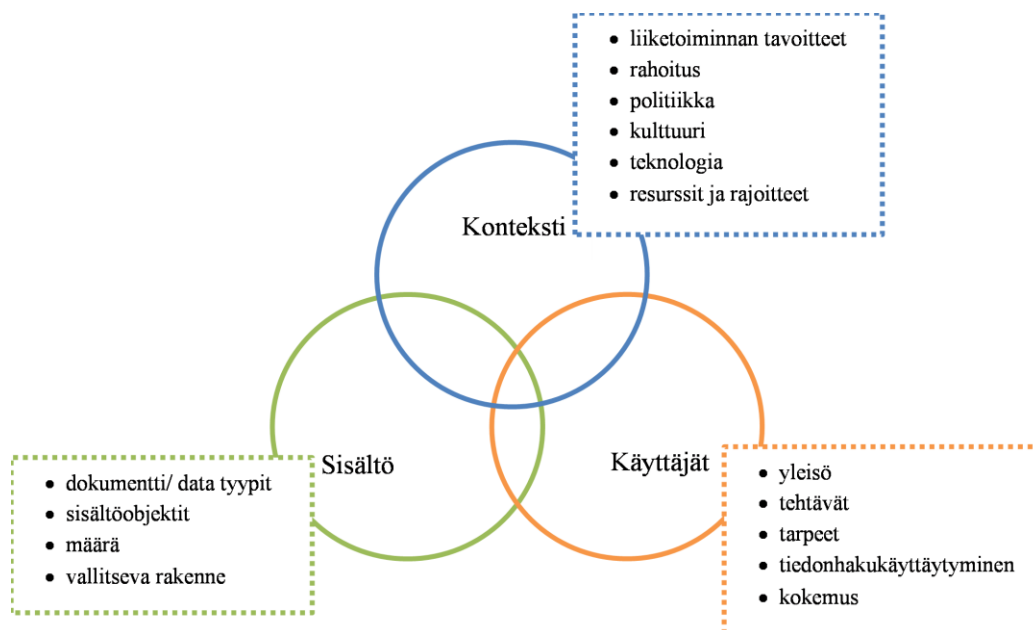 • liiketoiminnan tavoitteet
• rahoitus
• politiikka
• kulttuuri
• teknologia
• resurssit ja rajoitteet
Konteksti
Sisältö
Käyttäjät
• dokumentti/ data tyypit
• sisältöobjektit
• määrä
• vallitseva rakenne
• yleisö
• tehtävät
• tarpeet
• tiedonhakukäyttäytyminen
• kokemus